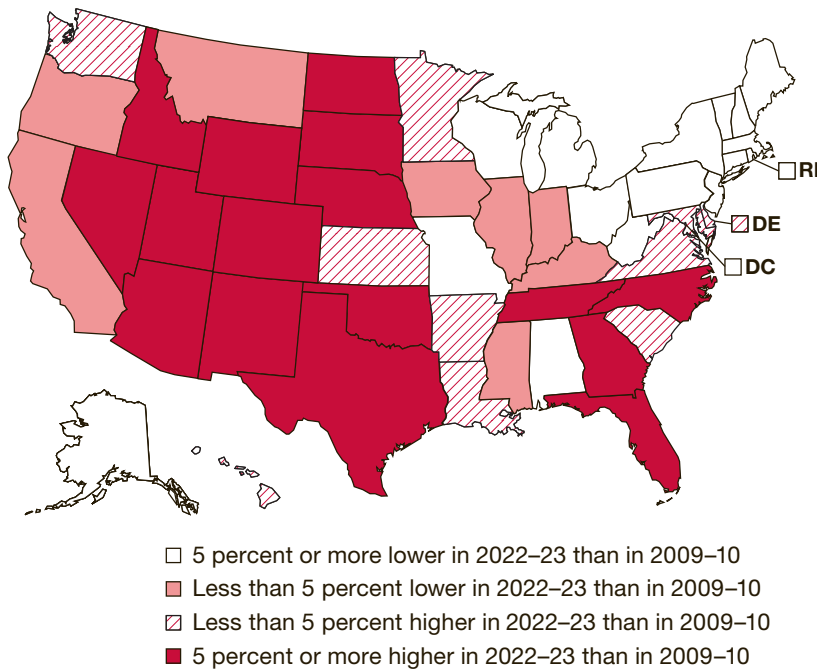 RI
DE
DC
5 percent or more lower in 2022–23 than in 2009–10
Less than 5 percent lower in 2022–23 than in 2009–10
Less than 5 percent higher in 2022–23 than in 2009–10
5 percent or more higher in 2022–23 than in 2009–10